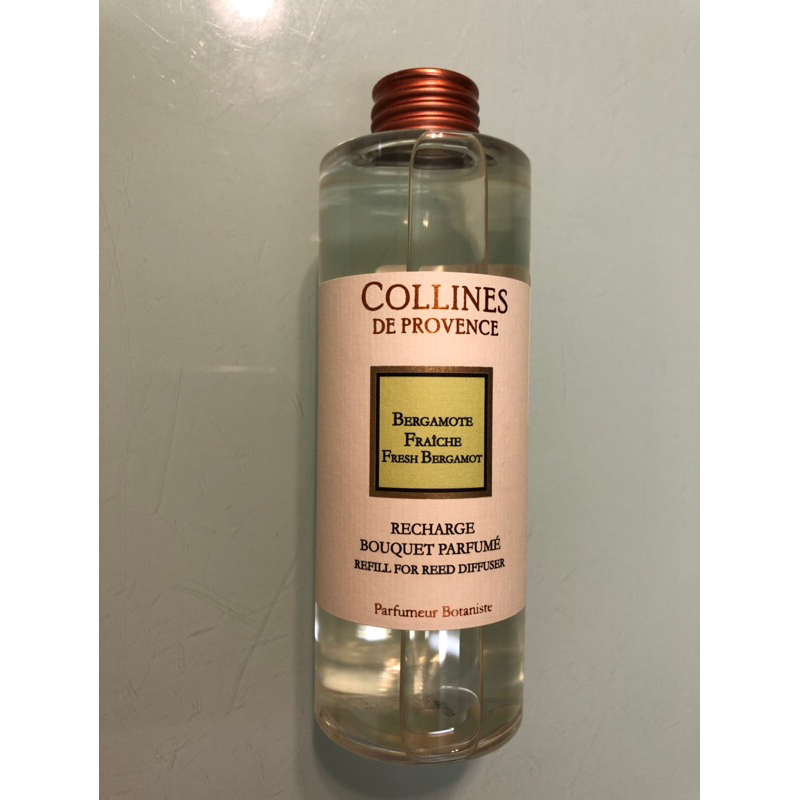 COLLINES
DE PROVENCE
BERGAMOTE
FRAÎCHE
FRESH BERGAMOT
RECHARGE
BOUQUET PARFUMÉ
REFILL FOR REED DIFFUSER
Parfumeur Botaniste